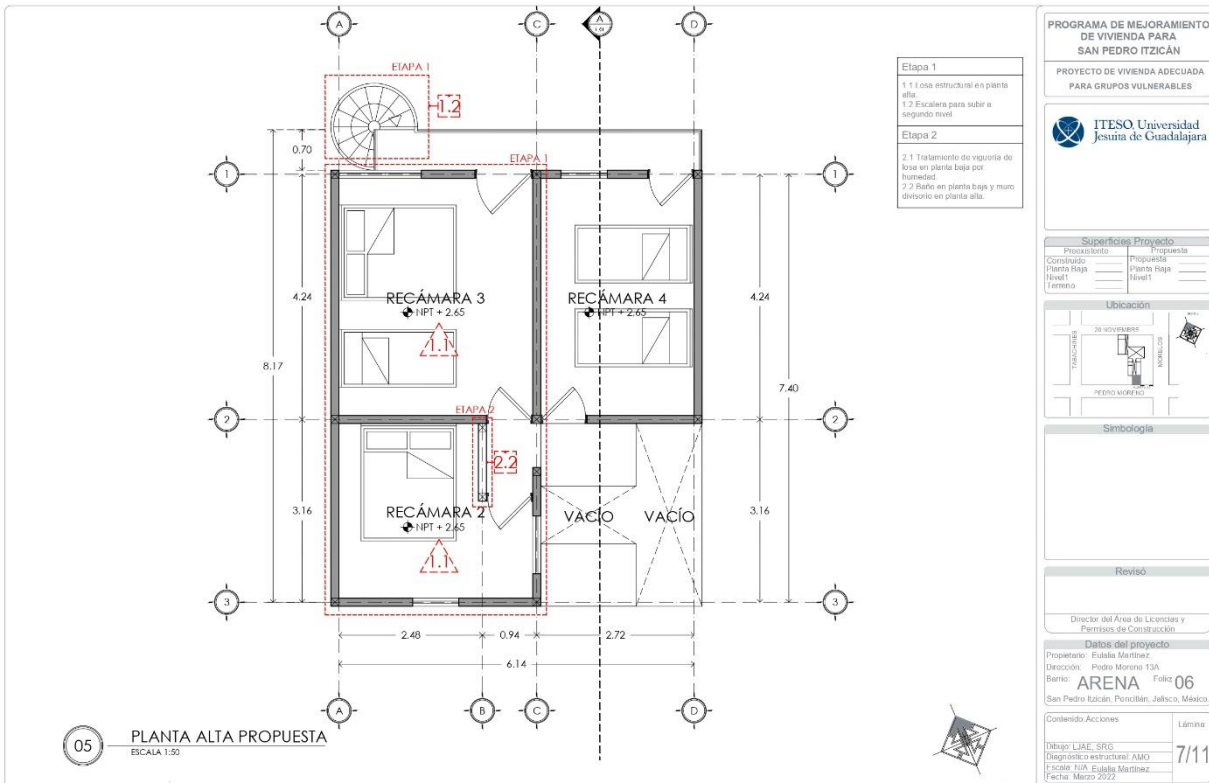 A
C
A
D
ETAPA 1
1.2
0.70
ETAPA 1
1
1
RECÁMARA 3
NPT + 2.65
RECÁMARA 4
NPT + 2.65
1.1
4.24
4.24
8.17
7.40
ETAPA 2
2
2
2.2
RECÁMARA 2
NPT + 2.65
VACÍO
VACÍO
1.1
3.16
3.16
3
3
2.48
0.94
2.72
6.14
A
B
C
D
05
PLANTA ALTA PROPUESTA
ESCALA 1:50
Etapa 1
1.1 Losa estructural en planta
alta.
1.2 Escalera para subir a
segundo nivel
Etapa 2
2.1 Tratamiento de viguería de
losa en planta baja por
humedad
2.2 Baño en planta baja y muro
divisorio en planta alta.
PROGRAMA DE MEJORAMIENTO
DE VIVIENDA PARA
SAN PEDRO ITZICÁN
PROYECTO DE VIVIENDA ADECUADA
PARA GRUPOS VULNERABLES
ITESO, Universidad
Jesuita de Guadalajara
Superficies Proyecto
Preexistente Propuesta
Construido Propuesta
Planta Baja Planta Baja
Nivel1 Nivel1
Terreno
Ubicación
20 NOVIEMBRE
TABACHINES
MORELOS
PEDRO MORENO
Simbología
Revisó
Director del Área de Licencias y
Permisos de Construcción
Datos del proyecto
Propietario: Eulalia Martínez
Dirección: Pedro Moreno 13A
Barrio: ARENA Folio: 06
San Pedro Itzicán, Poncitlán, Jalisco, México
Contenido: Acciones
Lámina:
Dibujo: LJAE, SRG
Diagnóstico estructural: AMO
7/11
Escala: N/A Eulalia Martínez
Fecha: Marzo 2022